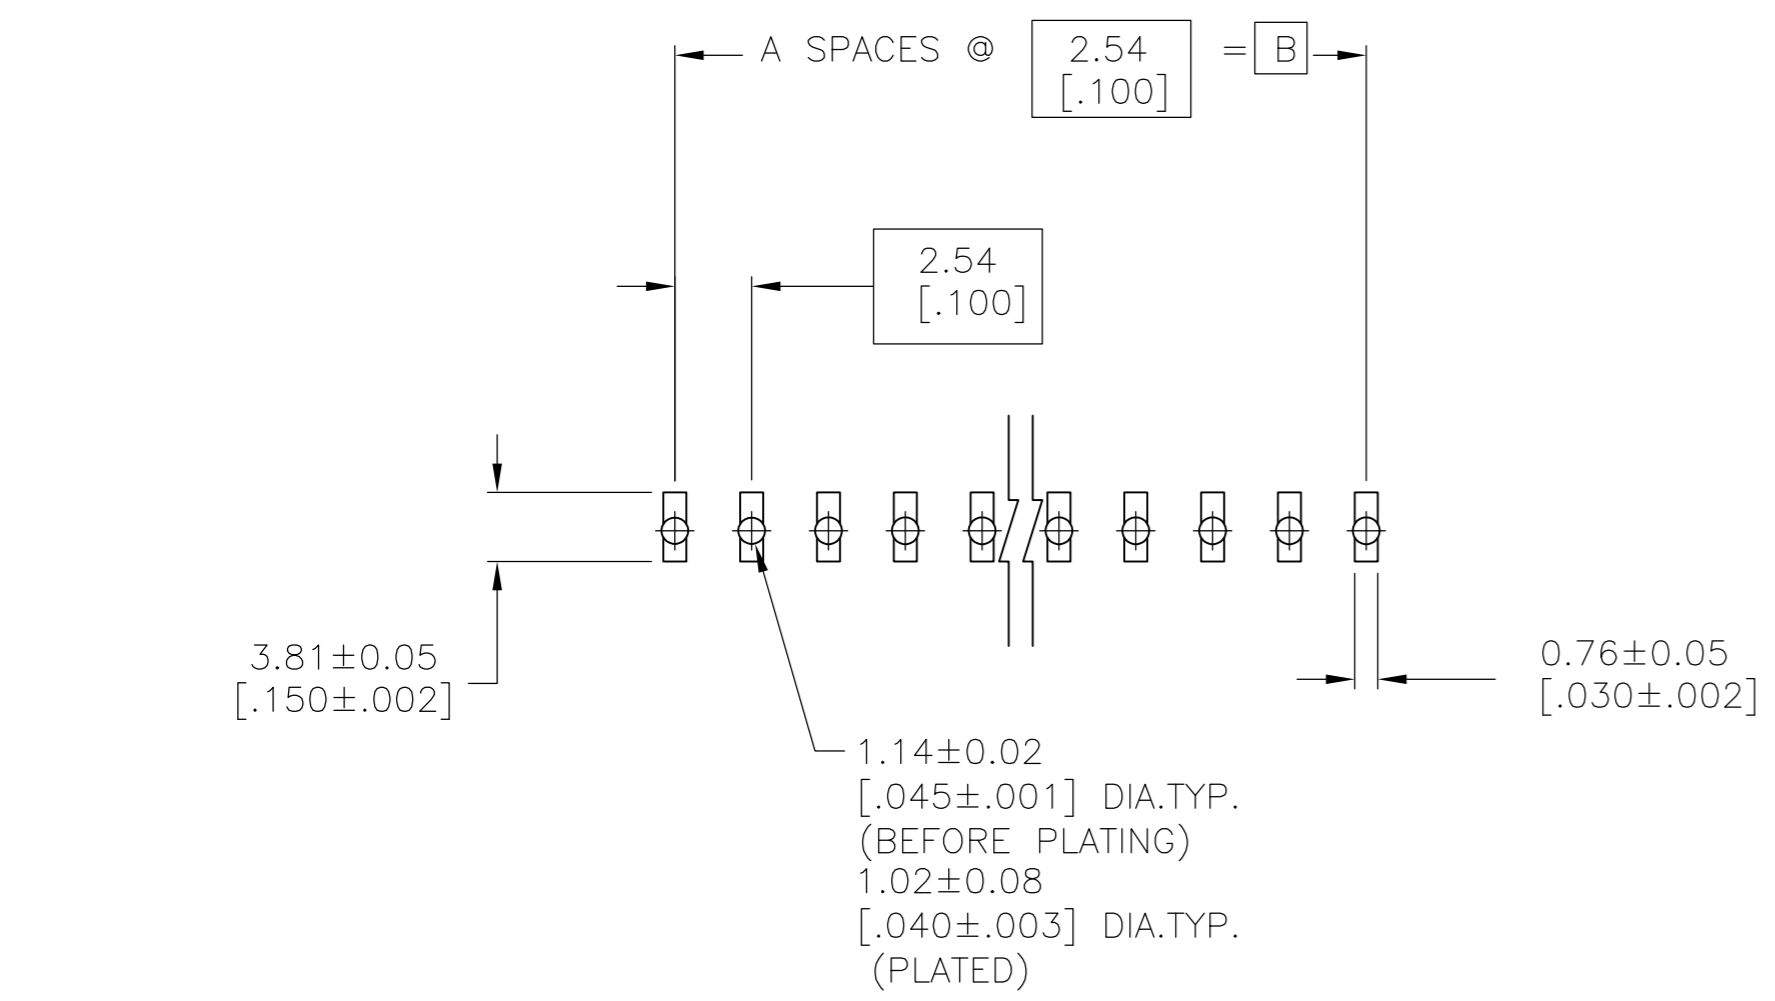 A SPACES @ 2.54 = B
[.100]
2.54
[.100]
3.81±0.05
[.150±.002]
0.76±0.05
[.030±.002]
1.14±0.02
[.045±.001] DIA.TYP.
(BEFORE PLATING)
1.02±0.08
[.040±.003] DIA.TYP.
(PLATED)